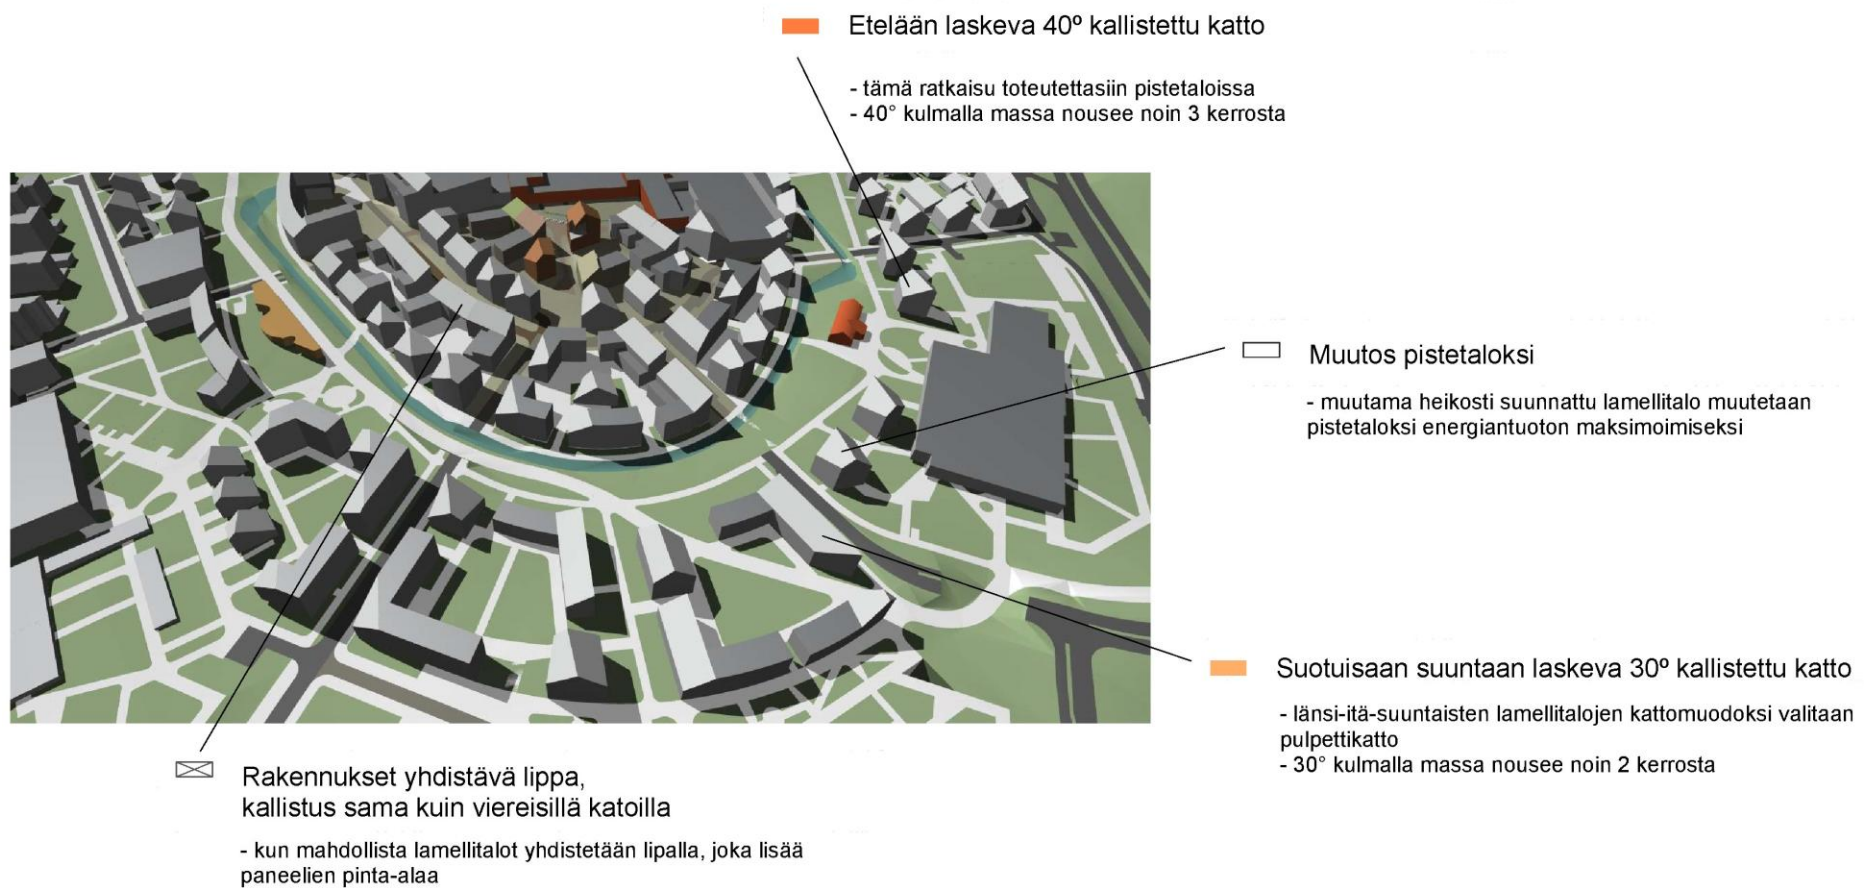 Etelään laskeva 40º kallistettu katto
- tämä ratkaisu toteutettasiin pistetaloissa
- 40° kulmalla massa nousee noin 3 kerrosta
Muutos pistetaloksi
- muutama heikosti suunnattu lamellitalo muutetaan
pistetaloksi energiantuoton maksimoimiseksi
Suotuisaan suuntaan laskeva 30º kallistettu katto
- länsi-itä-suuntaisten lamellitalojen kattomuodoksi valitaan
pulpettikatto
- 30° kulmalla massa nousee noin 2 kerrosta
Rakennukset yhdistävä lippa,
kallistus sama kuin viereisillä katoilla
- kun mahdollista lamellitalot yhdistetään lipalla, joka lisää
paneelien pinta-alaa